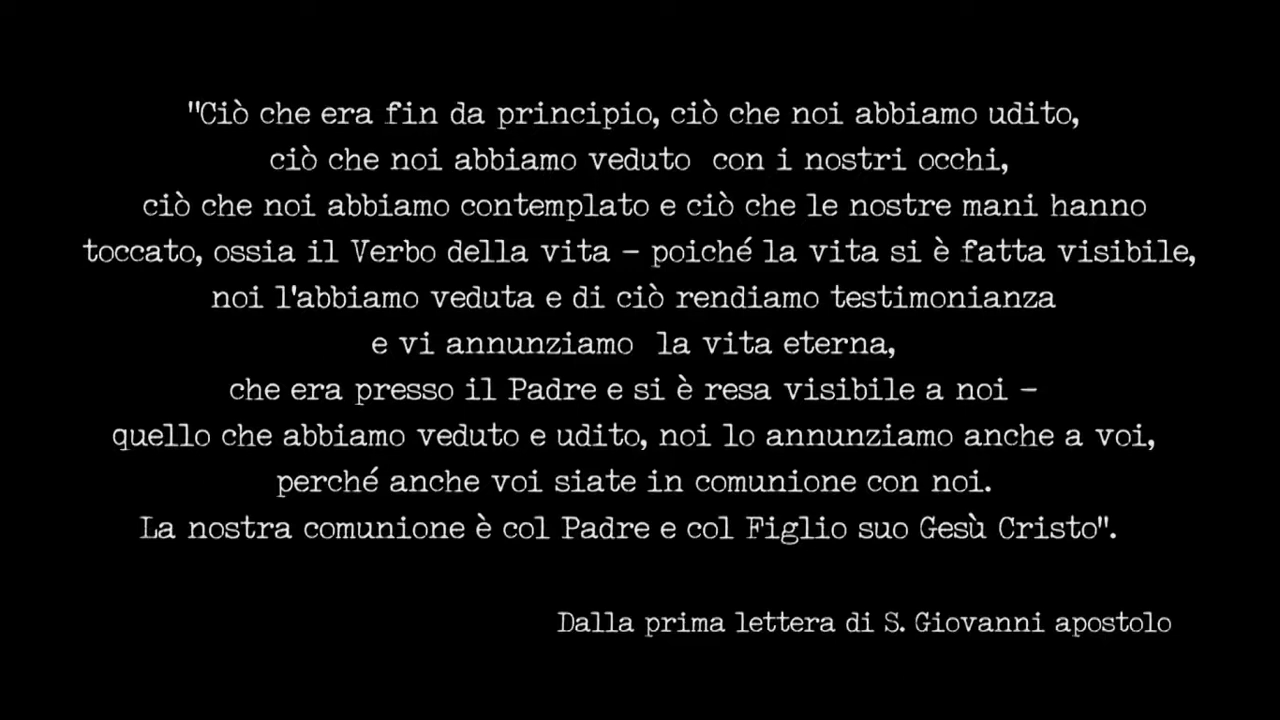 "Ciò che era fin da principio, ciò che noi abbiamo udito,
ciò che noi abbiamo veduto  con i nostri occhi,
ciò che noi abbiamo contemplato e ciò che le nostre mani hanno
toccato, ossia il Verbo della vita – poiché la vita si è fatta visibile,
noi l'abbiamo veduta e di ciò rendiamo testimonianza
e vi annunziamo  la vita eterna,
che era presso il Padre e si è resa visibile a noi –
quello che abbiamo veduto e udito, noi lo annunziamo anche a voi,
perché anche voi siate in comunione con noi.
La nostra comunione è col Padre e col Figlio suo Gesù Cristo".
Dalla prima lettera di S. Giovanni apostolo